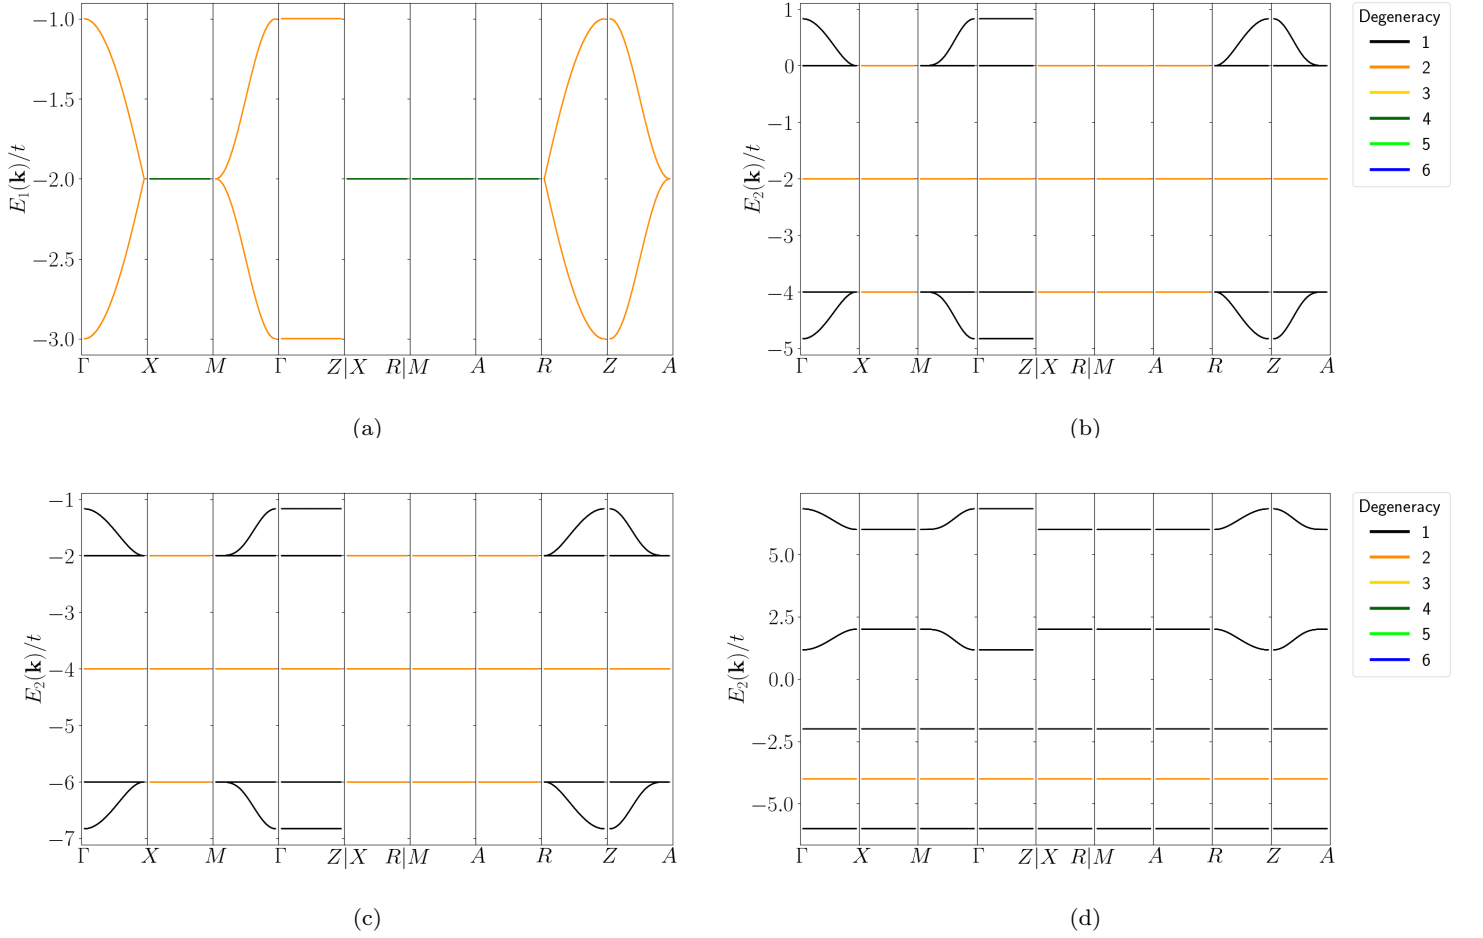 −1.0
−1.5
−2.0
−2.5
−3.0
E₁(𝐤)/t
Γ X M Γ Z|X R|M A R Z A
(a)
1
0
−1
−2
−3
−4
−5
E₂(𝐤)/t
Γ X M Γ Z|X R|M A R Z A
(b)
Degeneracy
1
2
3
4
5
6
−1
−2
−3
−4
−5
−6
−7
E₂(𝐤)/t
Γ X M Γ Z|X R|M A R Z A
(c)
5.0
2.5
0.0
−2.5
−5.0
E₂(𝐤)/t
Γ X M Γ Z|X R|M A R Z A
(d)
Degeneracy
1
2
3
4
5
6